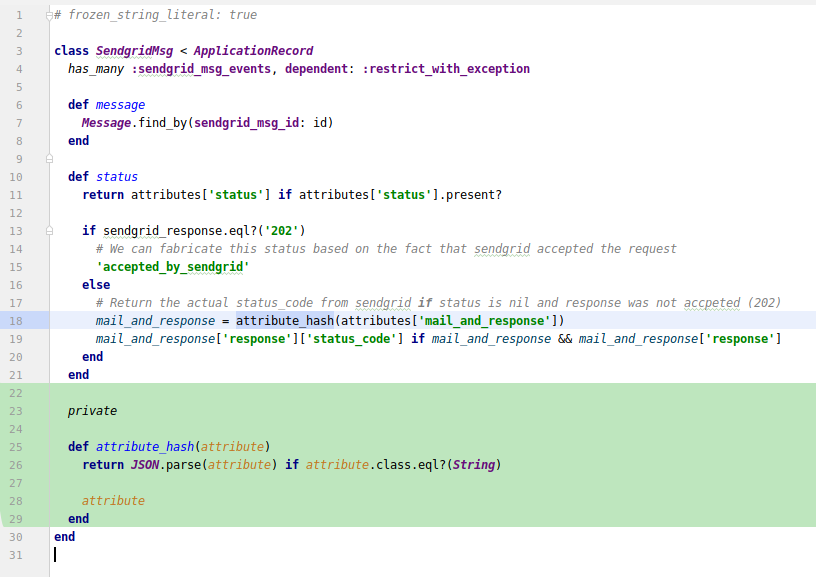 1 # frozen_string_literal: true
2
3 class SendgridMsg < ApplicationRecord
4   has_many :sendgrid_msg_events, dependent: :restrict_with_exception
5
6   def message
7     Message.find_by(sendgrid_msg_id: id)
8   end
9
10   def status
11     return attributes['status'] if attributes['status'].present?
12
13     if sendgrid_response.eql?('202')
14       # We can fabricate this status based on the fact that sendgrid accepted the request
15       'accepted_by_sendgrid'
16     else
17       # Return the actual status_code from sendgrid if status is nil and response was not accpeted (202)
18       mail_and_response = attribute_hash(attributes['mail_and_response'])
19       mail_and_response['response']['status_code'] if mail_and_response && mail_and_response['response']
20     end
21   end
22
23   private
24
25   def attribute_hash(attribute)
26     return JSON.parse(attribute) if attribute.class.eql?(String)
27
28     attribute
29   end
30 end
31